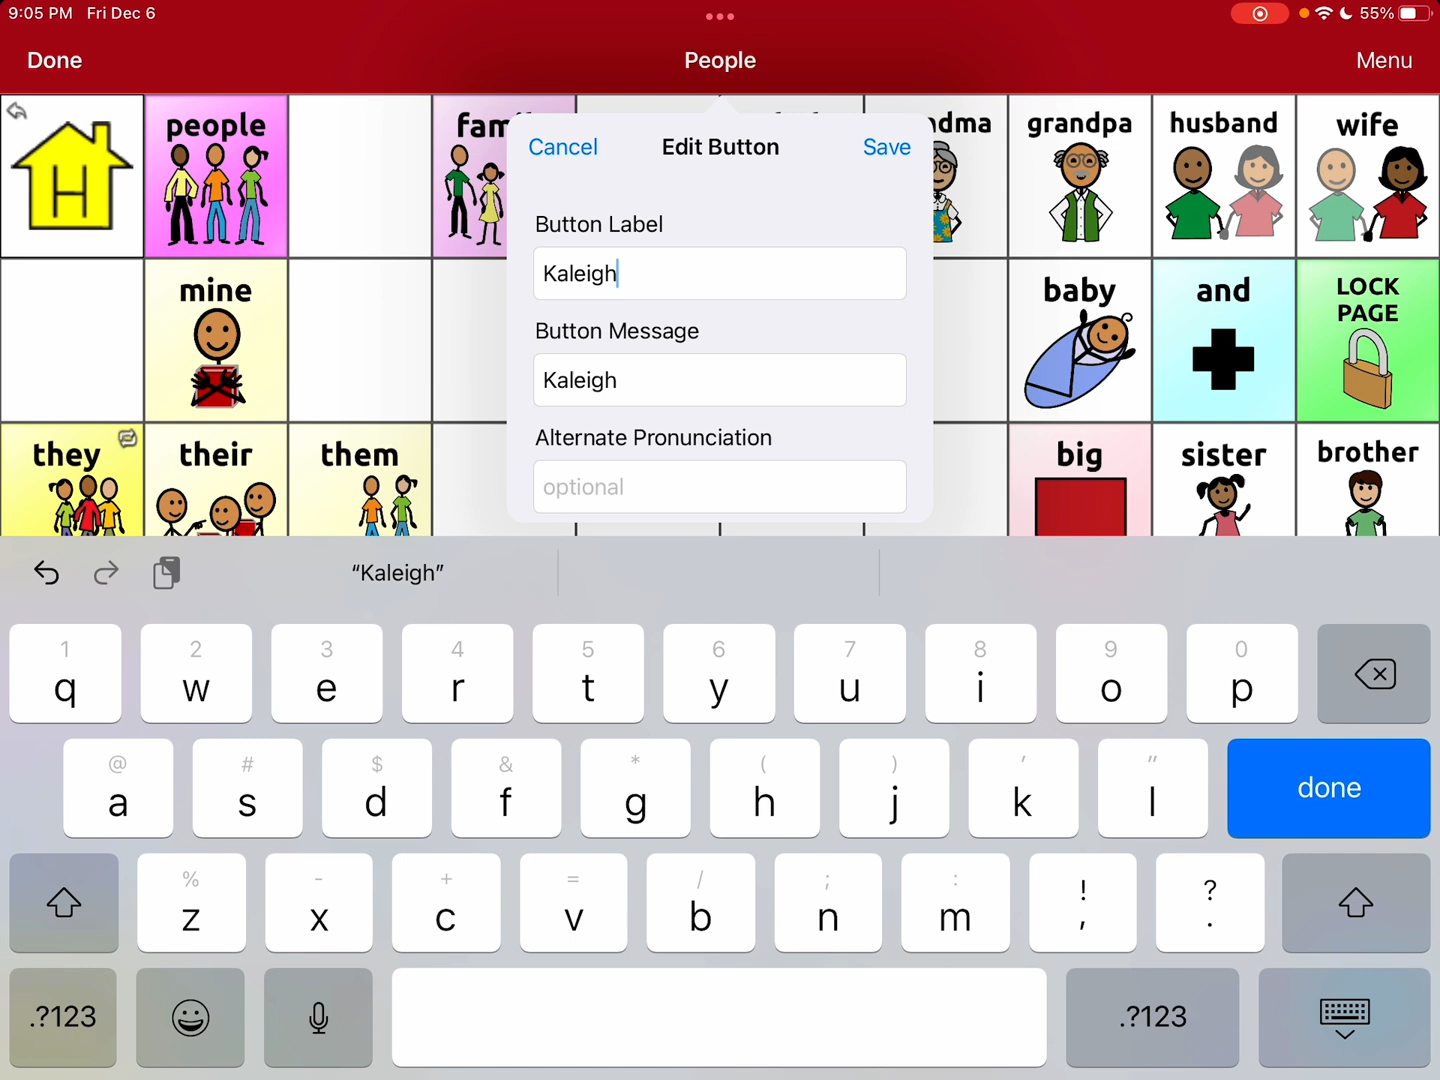 9:05 PM Fri Dec 6
55%
Done
People
Menu
H
people
grandpa
husband
wife
Cancel
Edit Button
Save
Button Label
Kaleigh
mine
baby
and
LOCK
PAGE
Button Message
Kaleigh
Alternate Pronunciation
optional
they
their
them
big
sister
brother
“Kaleigh”
1 2 3 4 5 6 7 8 9 0
q w e r t y u i o p
@ # $ & * ( ) ' "
a s d f g h j k l
done
% - + = / ; : ! ?
z x c v b n m , .
.?123
.?123